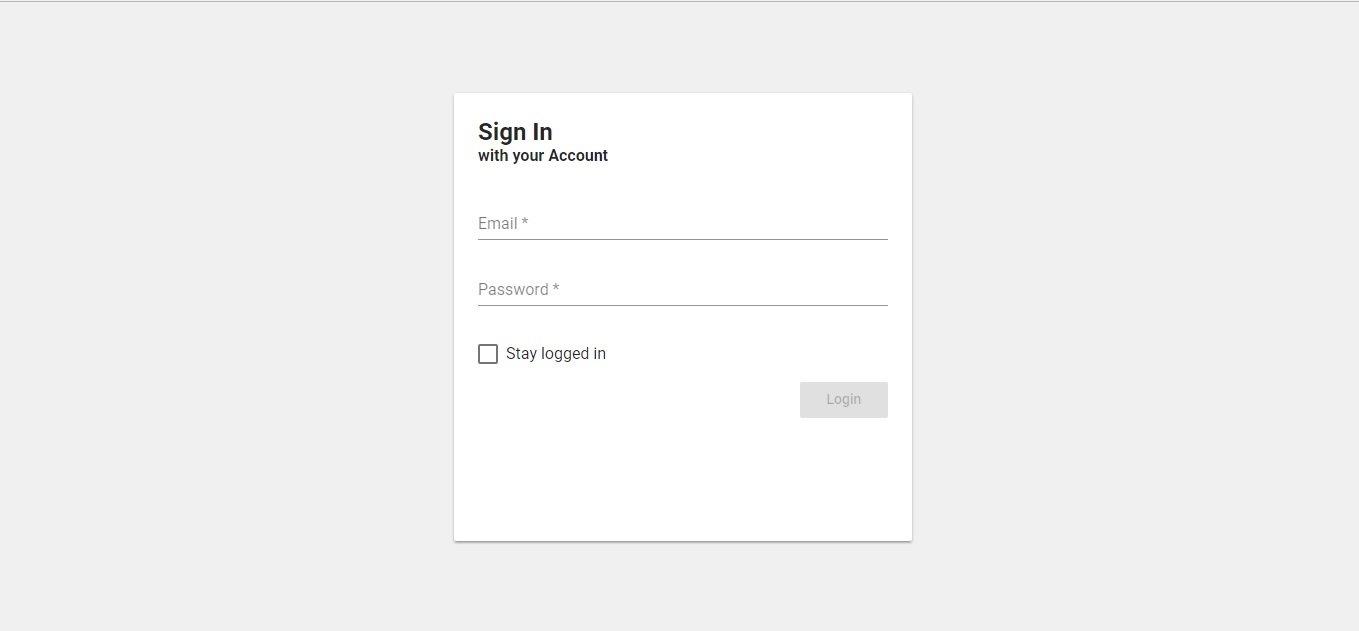 Sign In
with your Account
Email *
Password *
Stay logged in
Login